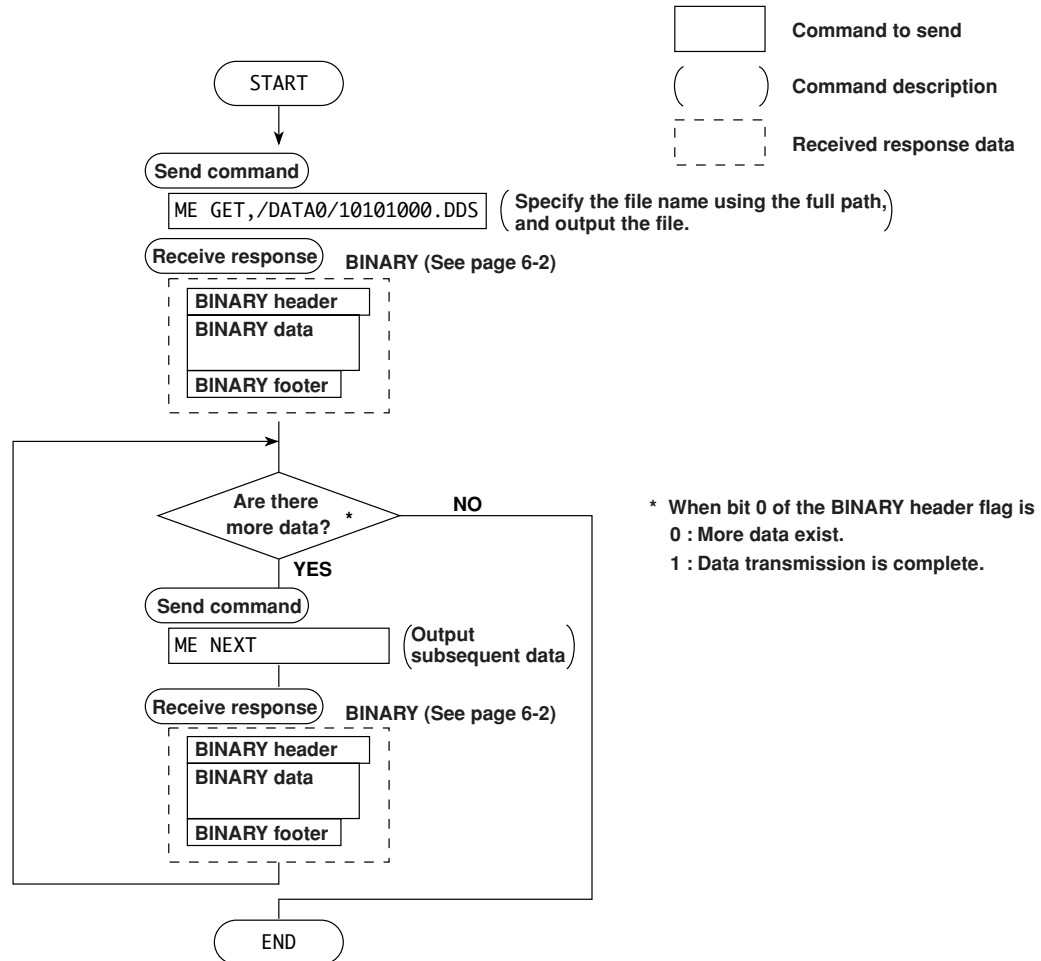 Command to send
START
Command description
Received response data
Send command
ME GET,/DATA0/10101000.DDS
Specify the file name using the full path,
and output the file.
Receive response
BINARY (See page 6-2)
BINARY header
BINARY data
BINARY footer
Are there
more data? *
NO
* When bit 0 of the BINARY header flag is
0 : More data exist.
1 : Data transmission is complete.
YES
Send command
ME NEXT
(Output
subsequent data)
Receive response
BINARY (See page 6-2)
BINARY header
BINARY data
BINARY footer
END